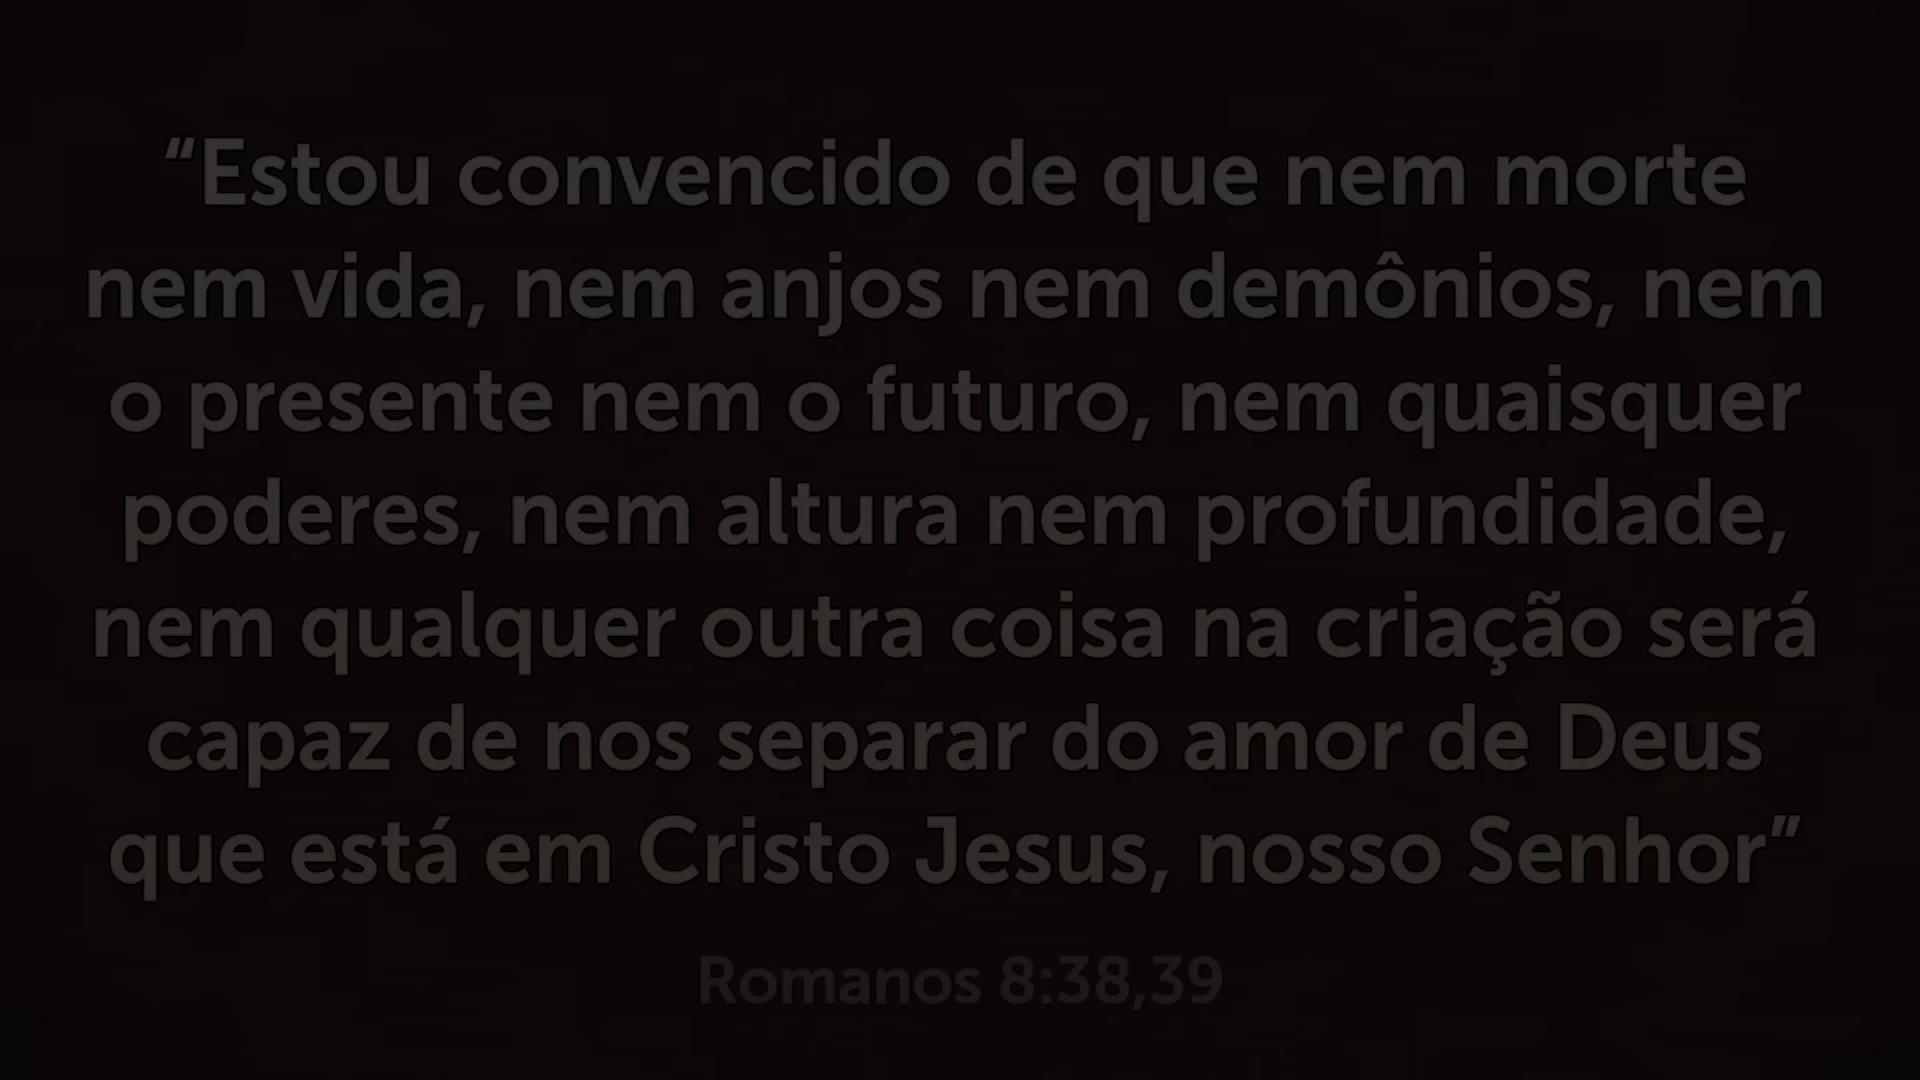 “Estou convencido de que nem morte
nem vida, nem anjos nem demônios, nem
o presente nem o futuro, nem quaisquer
poderes, nem altura nem profundidade,
nem qualquer outra coisa na criação será
capaz de nos separar do amor de Deus
que está em Cristo Jesus, nosso Senhor”
Romanos 8:38,39